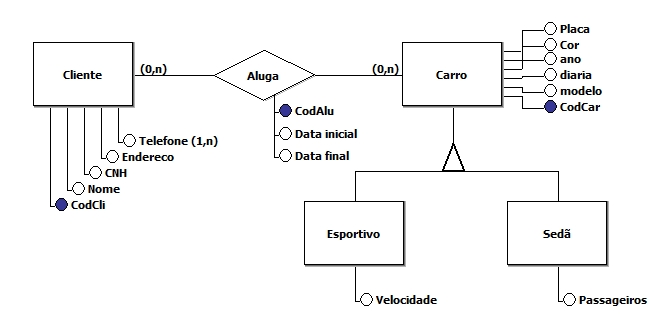 Cliente
(0,n)
Aluga
(0,n)
Carro
Placa
Cor
ano
diaria
modelo
CodCar
CodAlu
Data inicial
Data final
Telefone (1,n)
Endereco
CNH
Nome
CodCli
Esportivo
Sedã
Velocidade
Passageiros